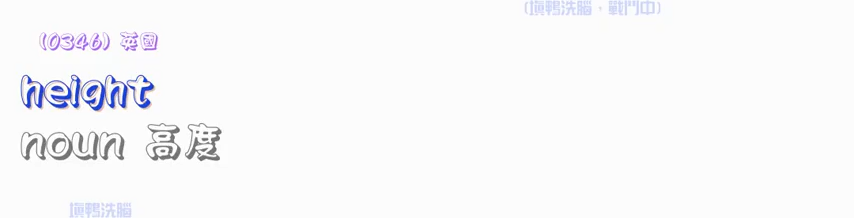 (填鴨洗腦，戰鬥中)
(0346) 英國
height
noun 高度
填鴨洗腦